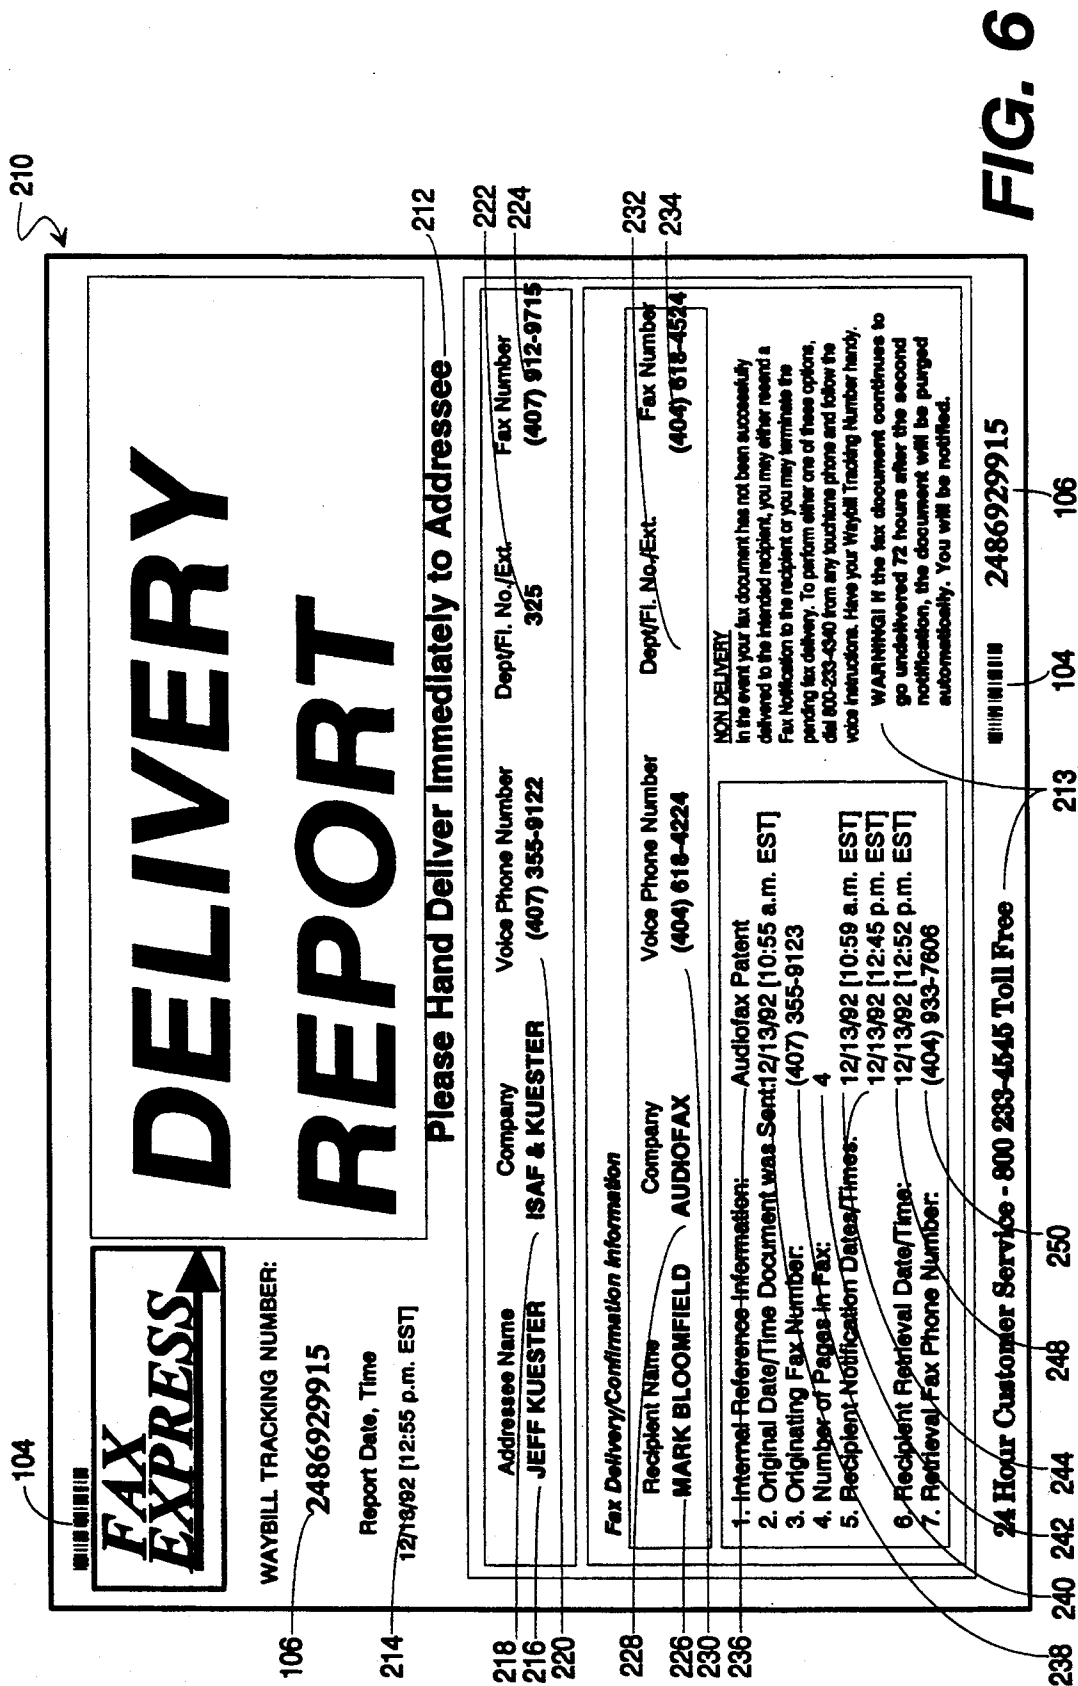 210
104
FAX
EXPRESS
DELIVERY
REPORT
WAYBILL TRACKING NUMBER:
106
2486929915
Report Date, Time
214
12/13/92 [12:55 p.m. EST]
Please Hand Deliver Immediately to Addressee
212
Addressee Name Company Voice Phone Number Dept/Fl. No./Ext. Fax Number
222
218
216
JEFF KUESTER ISAF & KUESTER (407) 355-9122 325 (407) 912-9715
224
220
Fax Delivery/Confirmation Information
228
Recipient Name Company Voice Phone Number Dept/Fl. No./Ext. Fax Number
232
226
MARK BLOOMFIELD AUDIOFAX (404) 618-4224 (404) 618-4524
234
230
236
1. Internal Reference Information: Audiofax Patent
2. Original Date/Time Document was Sent: 12/13/92 [10:55 a.m. EST]
3. Originating Fax Number: (407) 355-9123
4. Number of Pages in Fax: 4
5. Recipient Notification Dates/Times: 12/13/92 [10:59 a.m. EST]
12/13/92 [12:45 p.m. EST]
6. Recipient Retrieval Date/Time: 12/13/92 [12:52 p.m. EST]
7. Retrieval Fax Phone Number: (404) 933-7606
NON DELIVERY
In the event your fax document has not been successfully
delivered to the intended recipient, you may either resend a
Fax Notification to the recipient or you may terminate the
pending fax delivery. To perform either one of these options,
dial 800-233-4340 from any touchtone phone and follow the
voice instructions. Have your Waybill Tracking Number handy.
WARNING! If the fax document continues to
go undelivered 72 hours after the second
notification, the document will be purged
automatically. You will be notified.
24 Hour Customer Service - 800 233-4545 Toll Free
2486929915
238
240
242
244
248
250
213
104
106
FIG. 6